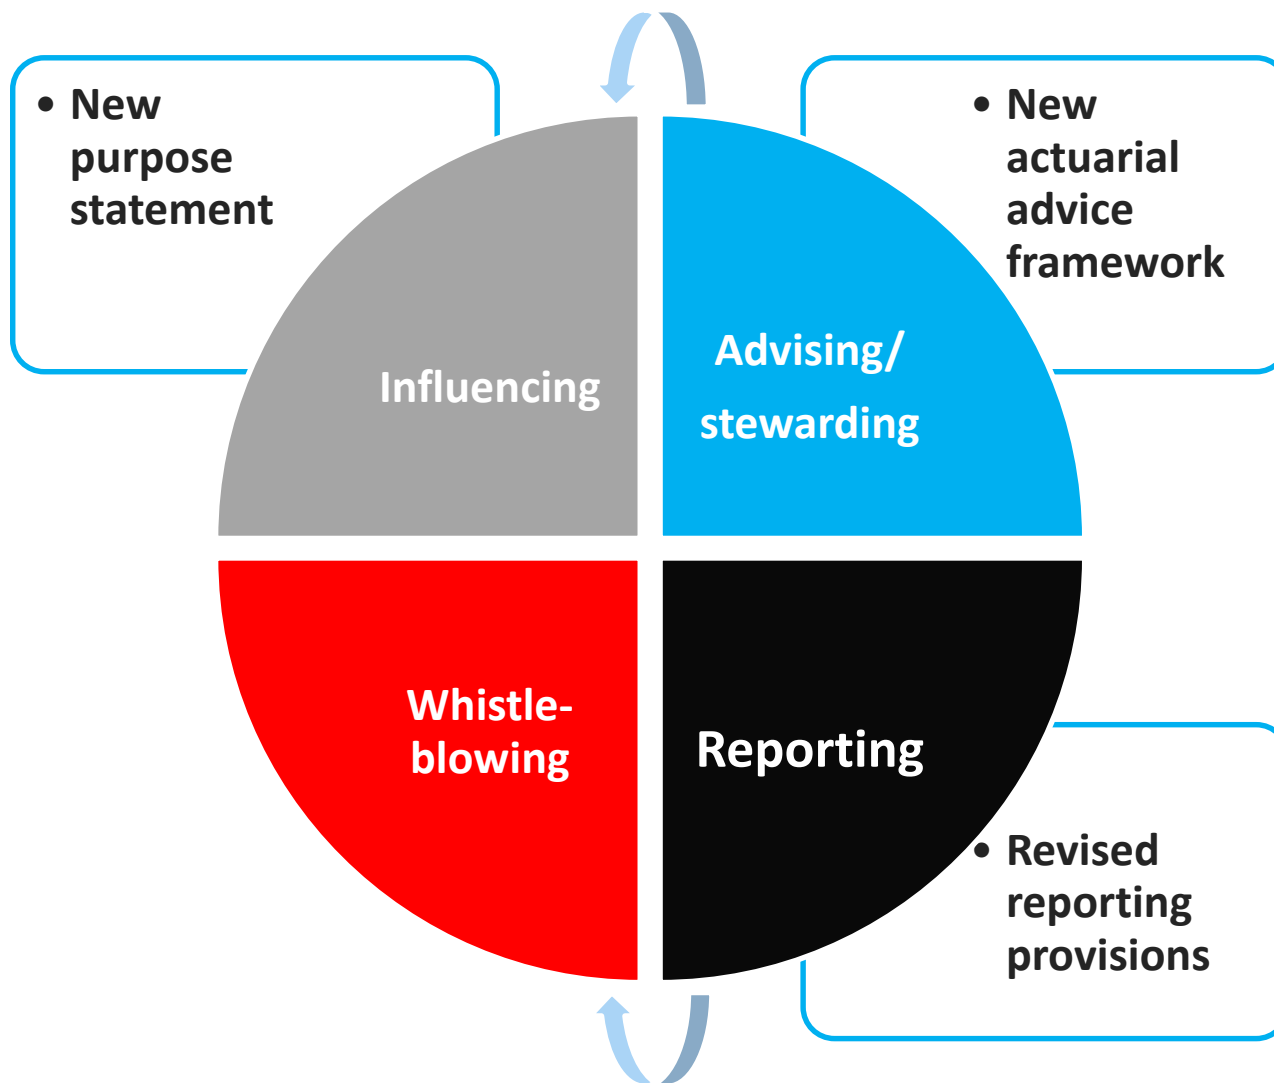 • New
purpose
statement
• New
actuarial
advice
framework
Influencing
Advising/
stewarding
Whistle-
blowing
Reporting
• Revised
reporting
provisions